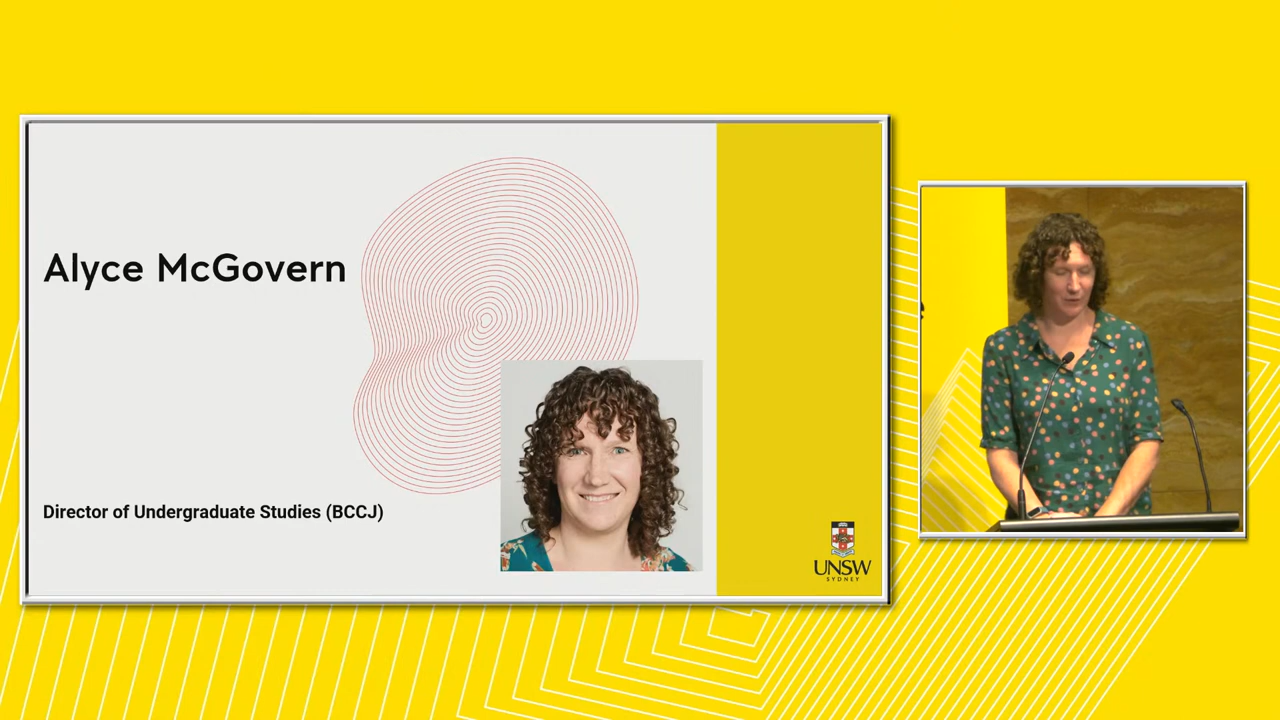 Alyce McGovern
Director of Undergraduate Studies (BCCJ)
UNSW
SYDNEY